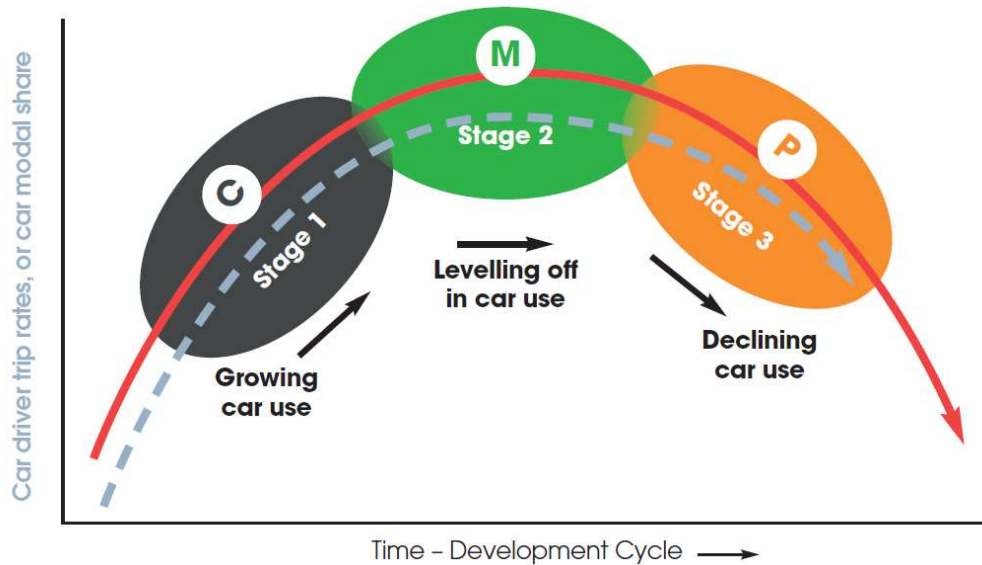 Car driver trip rates, or car modal share
C
Stage 1
M
Stage 2
P
Stage 3
Growing
car use
Levelling off
in car use
Declining
car use
Time – Development Cycle